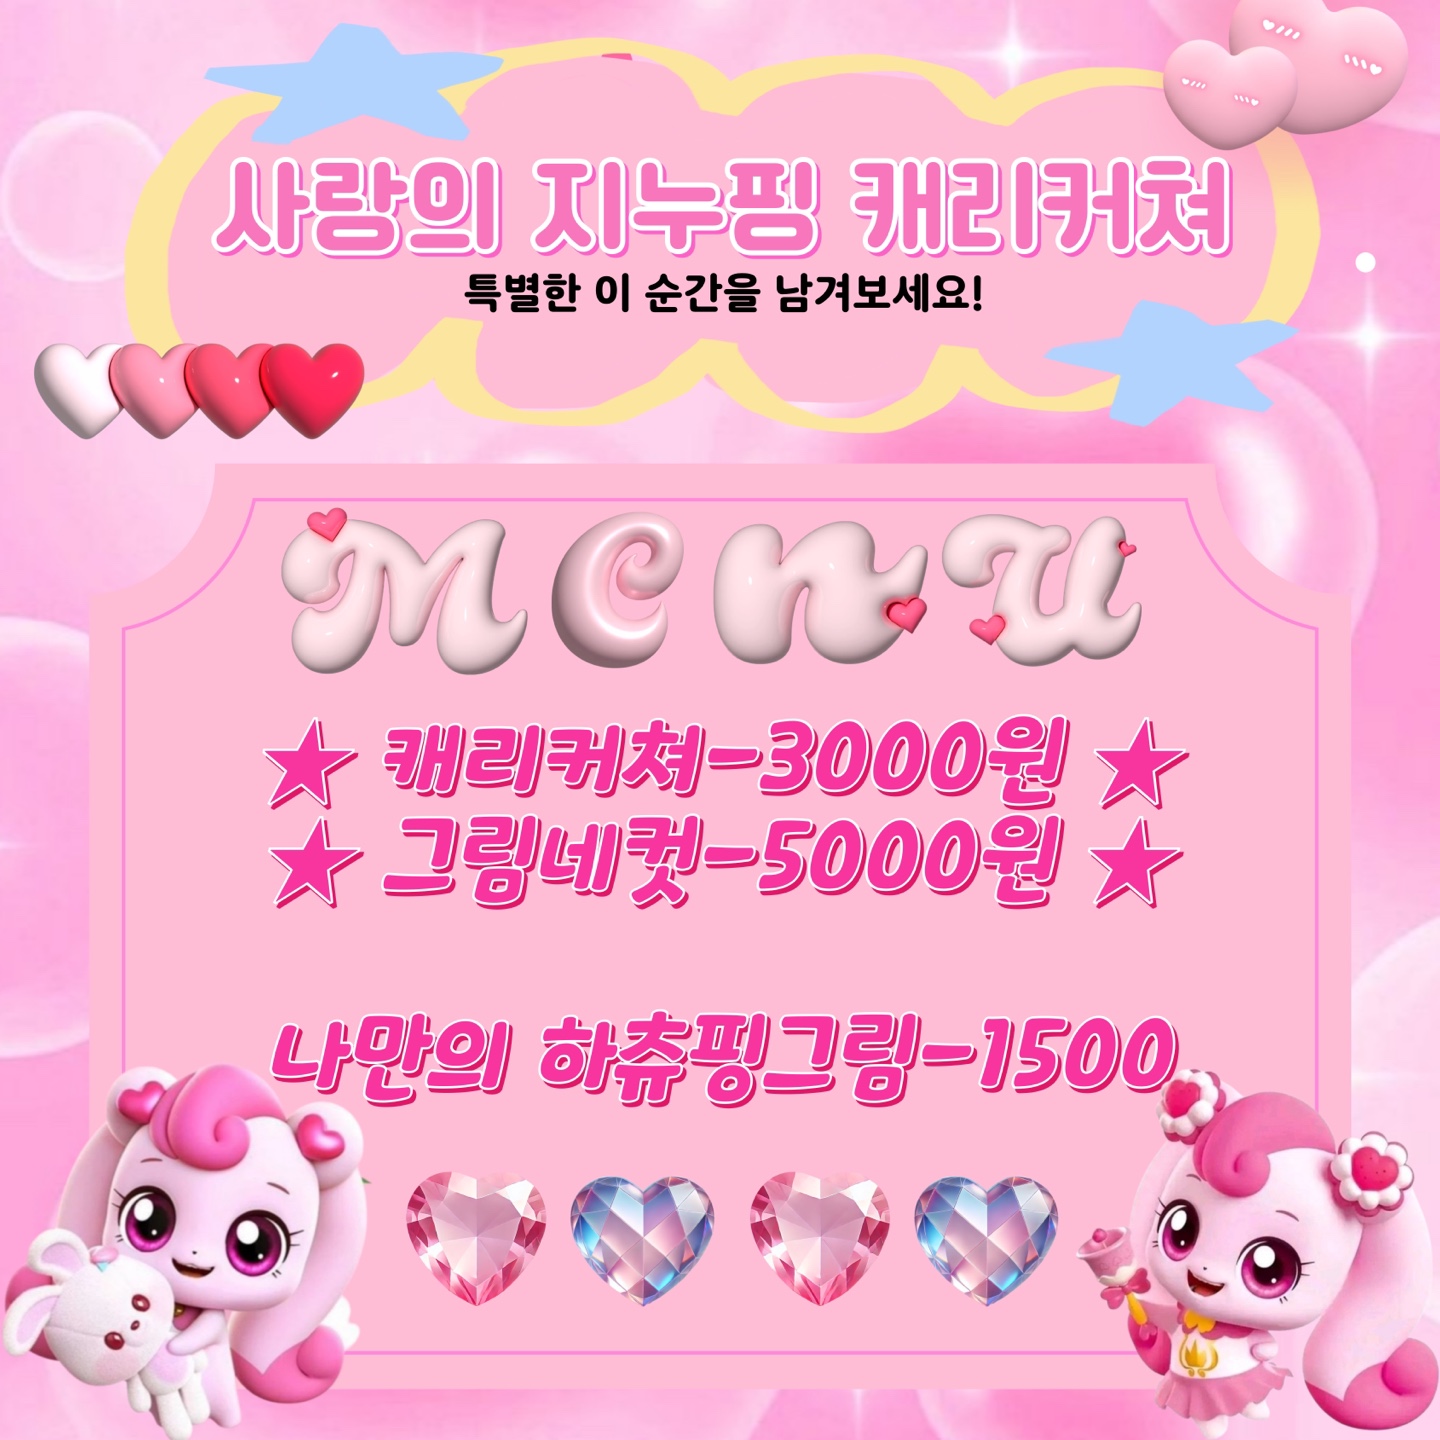 사랑의 지누핑 캐리커쳐
특별한 이 순간을 남겨보세요!
MENU
★ 캐리커쳐-3000원 ★
★ 그림네컷-5000원 ★
나만의 하츄핑그림-1500